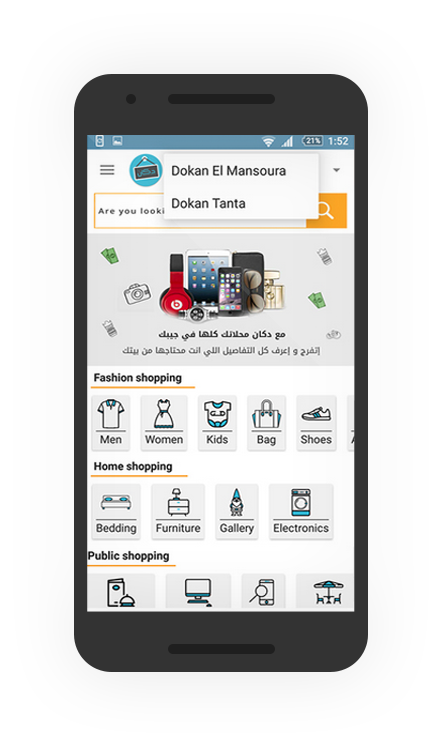 21% 1:52
دكان
Dokan El Mansoura
Dokan Tanta
Are you looki
مع دكان محلاتك كلها في جيبك
إتفرج و إعرف كل التفاصيل اللي انت محتاجها من بيتك
Fashion shopping
Men Women Kids Bag Shoes
Home shopping
Bedding Furniture Gallery Electronics
Public shopping